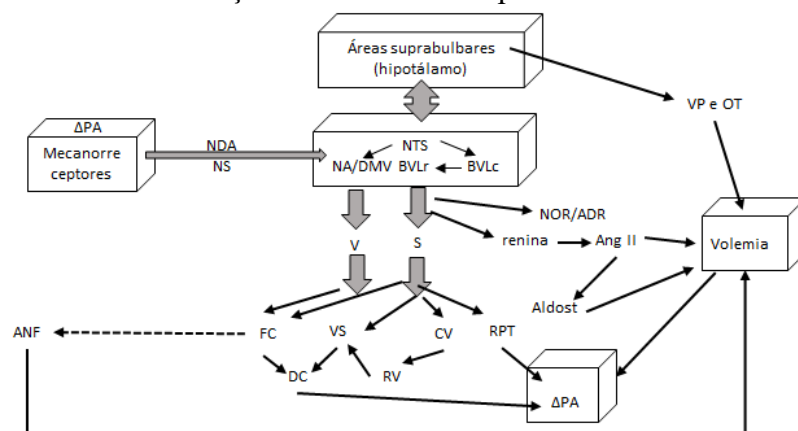 Áreas suprabulbares
(hipotálamo)
VP e OT
ΔPA
Mecanorre
ceptores
NDA
NS
NTS
NA/DMV BVLr BVLc
NOR/ADR
V
S
renina
Ang II
Volemia
Aldost
ANF
FC
VS
CV
RPT
DC
RV
ΔPA